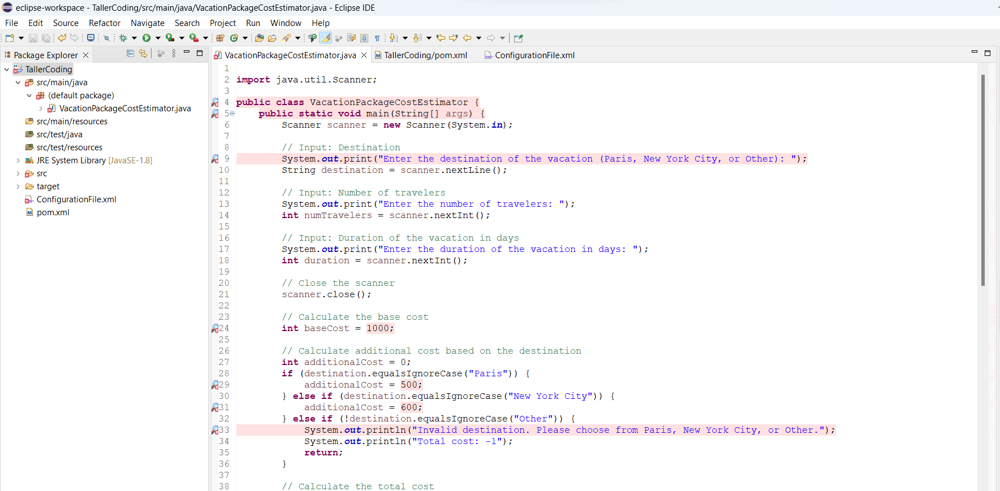 eclipse-workspace - TallerCoding/src/main/java/VacationPackageCostEstimator.java - Eclipse IDE
File Edit Source Refactor Navigate Search Project Run Window Help
Package Explorer
TallerCoding
src/main/java
(default package)
VacationPackageCostEstimator.java
src/main/resources
src/test/java
src/test/resources
JRE System Library [JavaSE-1.8]
src
target
ConfigurationFile.xml
pom.xml
VacationPackageCostEstimator.java TallerCoding/pom.xml ConfigurationFile.xml
1
2 import java.util.Scanner;
3
4 public class VacationPackageCostEstimator {
5 public static void main(String[] args) {
6 Scanner scanner = new Scanner(System.in);
7
8 // Input: Destination
9 System.out.print("Enter the destination of the vacation (Paris, New York City, or Other): ");
10 String destination = scanner.nextLine();
11
12 // Input: Number of travelers
13 System.out.print("Enter the number of travelers: ");
14 int numTravelers = scanner.nextInt();
15
16 // Input: Duration of the vacation in days
17 System.out.print("Enter the duration of the vacation in days: ");
18 int duration = scanner.nextInt();
19
20 // Close the scanner
21 scanner.close();
22
23 // Calculate the base cost
24 int baseCost = 1000;
25
26 // Calculate additional cost based on the destination
27 int additionalCost = 0;
28 if (destination.equalsIgnoreCase("Paris")) {
29 additionalCost = 500;
30 } else if (destination.equalsIgnoreCase("New York City")) {
31 additionalCost = 600;
32 } else if (!destination.equalsIgnoreCase("Other")) {
33 System.out.println("Invalid destination. Please choose from Paris, New York City, or Other.");
34 System.out.println("Total cost: -1");
35 return;
36 }
37
38 // Calculate the total cost